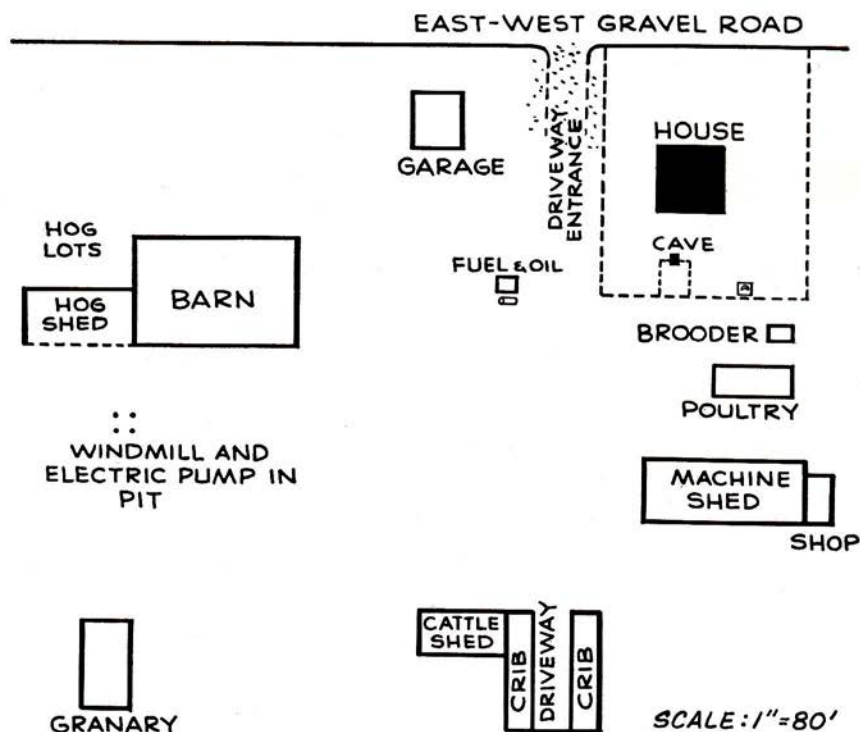 EAST-WEST GRAVEL ROAD
DRIVEWAY
ENTRANCE
GARAGE
HOUSE
HOG
LOTS
BARN
HOG
SHED
FUEL & OIL
CAVE
BROODER
POULTRY
WINDMILL AND
ELECTRIC PUMP IN
PIT
MACHINE
SHED
SHOP
CATTLE
SHED
CRIB
DRIVEWAY
CRIB
GRANARY
SCALE: 1"=80'